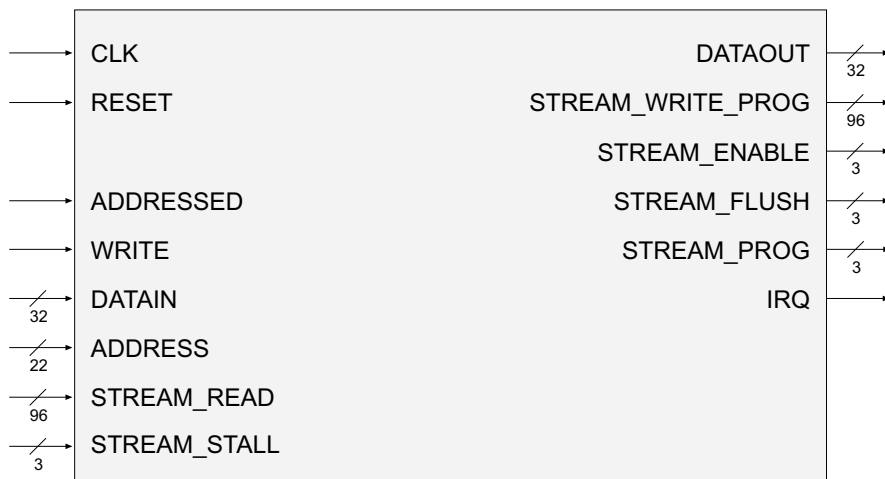 CLK
RESET
ADDRESSED
WRITE
DATAIN
32
ADDRESS
22
STREAM_READ
96
STREAM_STALL
3
DATAOUT
32
STREAM_WRITE_PROG
96
STREAM_ENABLE
3
STREAM_FLUSH
3
STREAM_PROG
3
IRQ